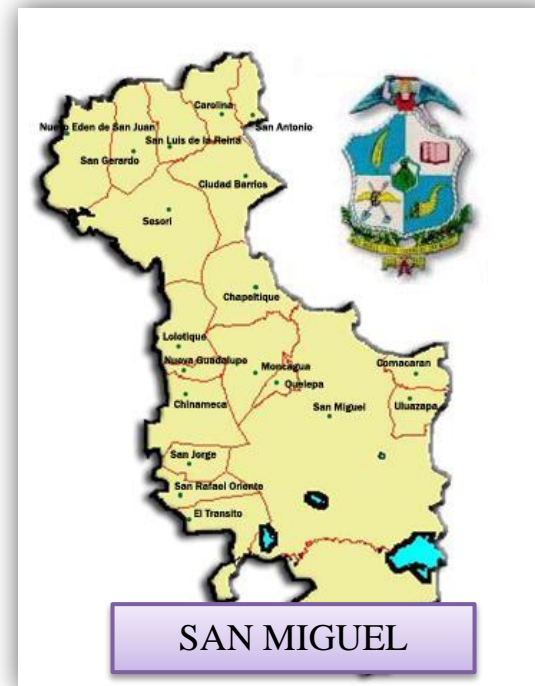 Carolina
Nuevo Eden de San Juan
San Luis de la Reina
San Antonio
San Gerardo
Ciudad Barrios
Sesori
Chapeltique
Lolotique
Nueva Guadalupe
Moncagua
Comacaran
Quelepa
Chinameca
San Miguel
Uluazapa
San Jorge
San Rafael Oriente
El Transito
SAN MIGUEL